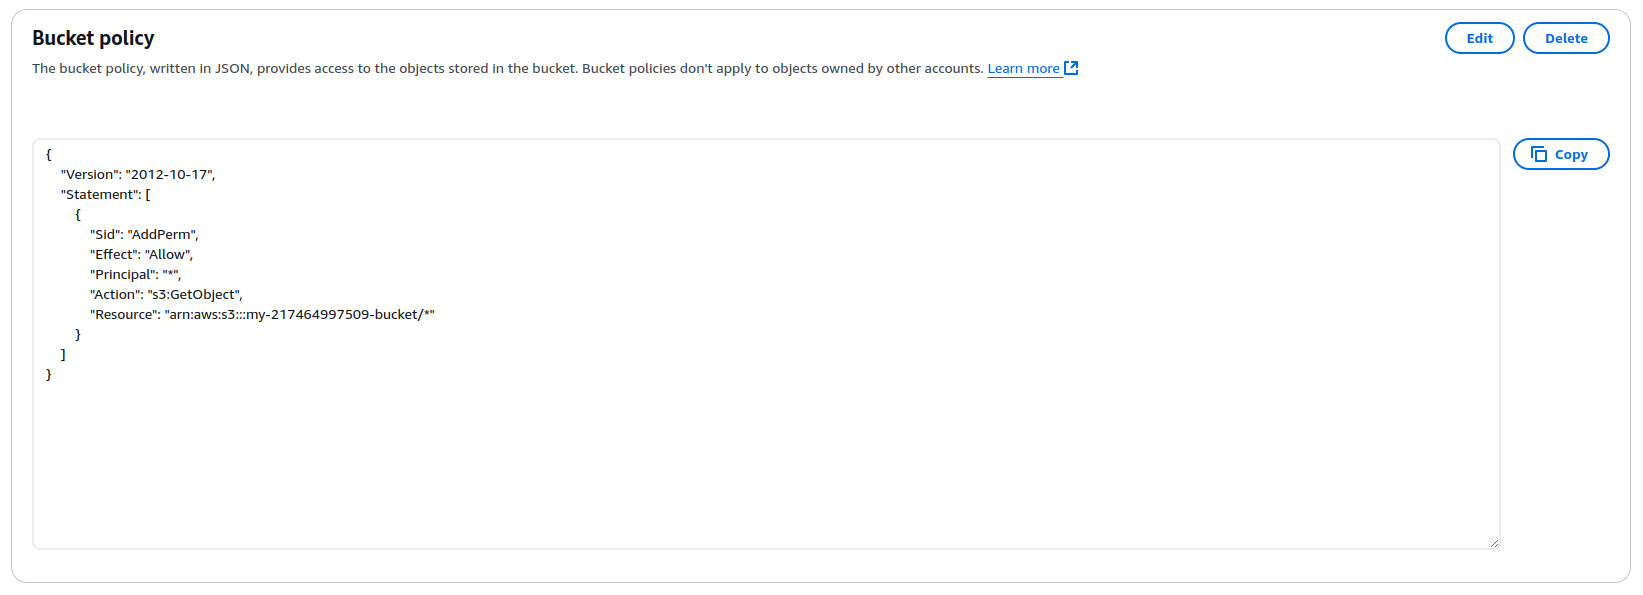 Bucket policy
Edit
Delete
The bucket policy, written in JSON, provides access to the objects stored in the bucket. Bucket policies don't apply to objects owned by other accounts. Learn more
Copy
{
"Version": "2012-10-17",
"Statement": [
{
"Sid": "AddPerm",
"Effect": "Allow",
"Principal": "*",
"Action": "s3:GetObject",
"Resource": "arn:aws:s3:::my-217464997509-bucket/*"
}
]
}